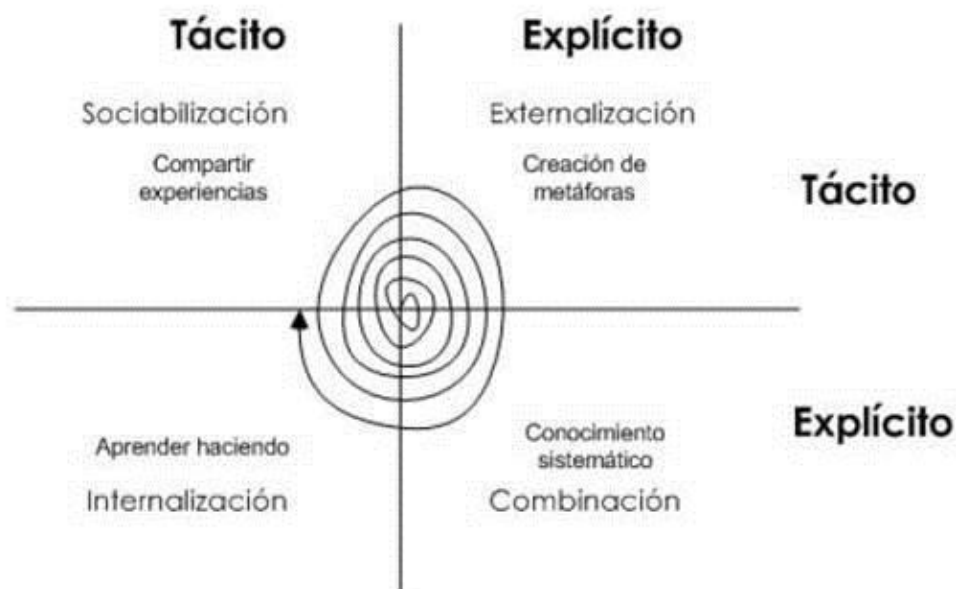 Tácito
Explícito
Sociabilización
Externalización
Compartir
experiencias
Creación de
metáforas
Tácito
Aprender haciendo
Conocimiento
sistemático
Explícito
Internalización
Combinación